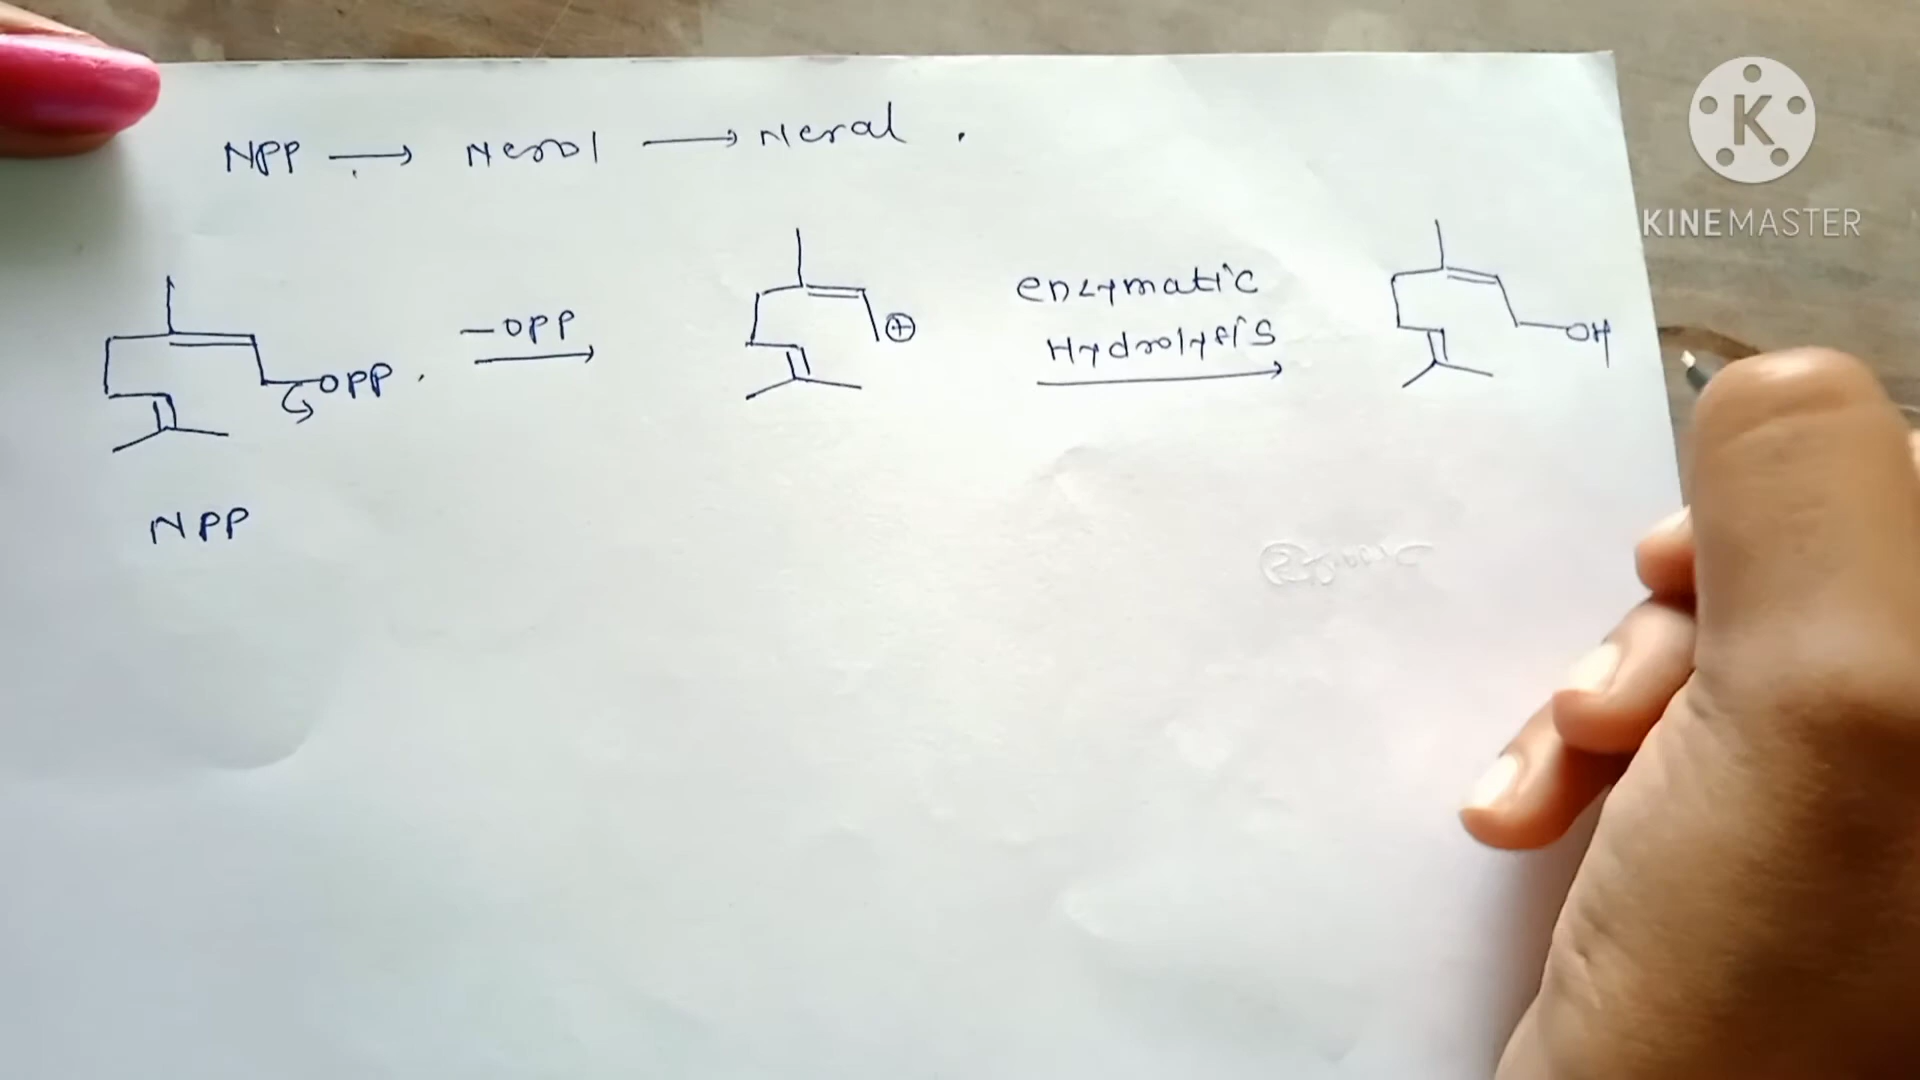 NPP → Nerol → Neral .
-OPP
⊕
enzymatic
Hydrolysis
OH
OPP .
NPP
K
KINEMASTER